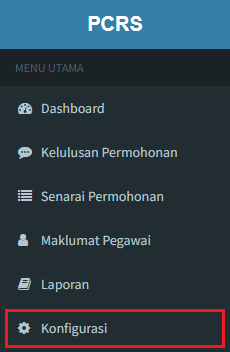 PCRS
MENU UTAMA
Dashboard
Kelulusan Permohonan
Senarai Permohonan
Maklumat Pegawai
Laporan
Konfigurasi